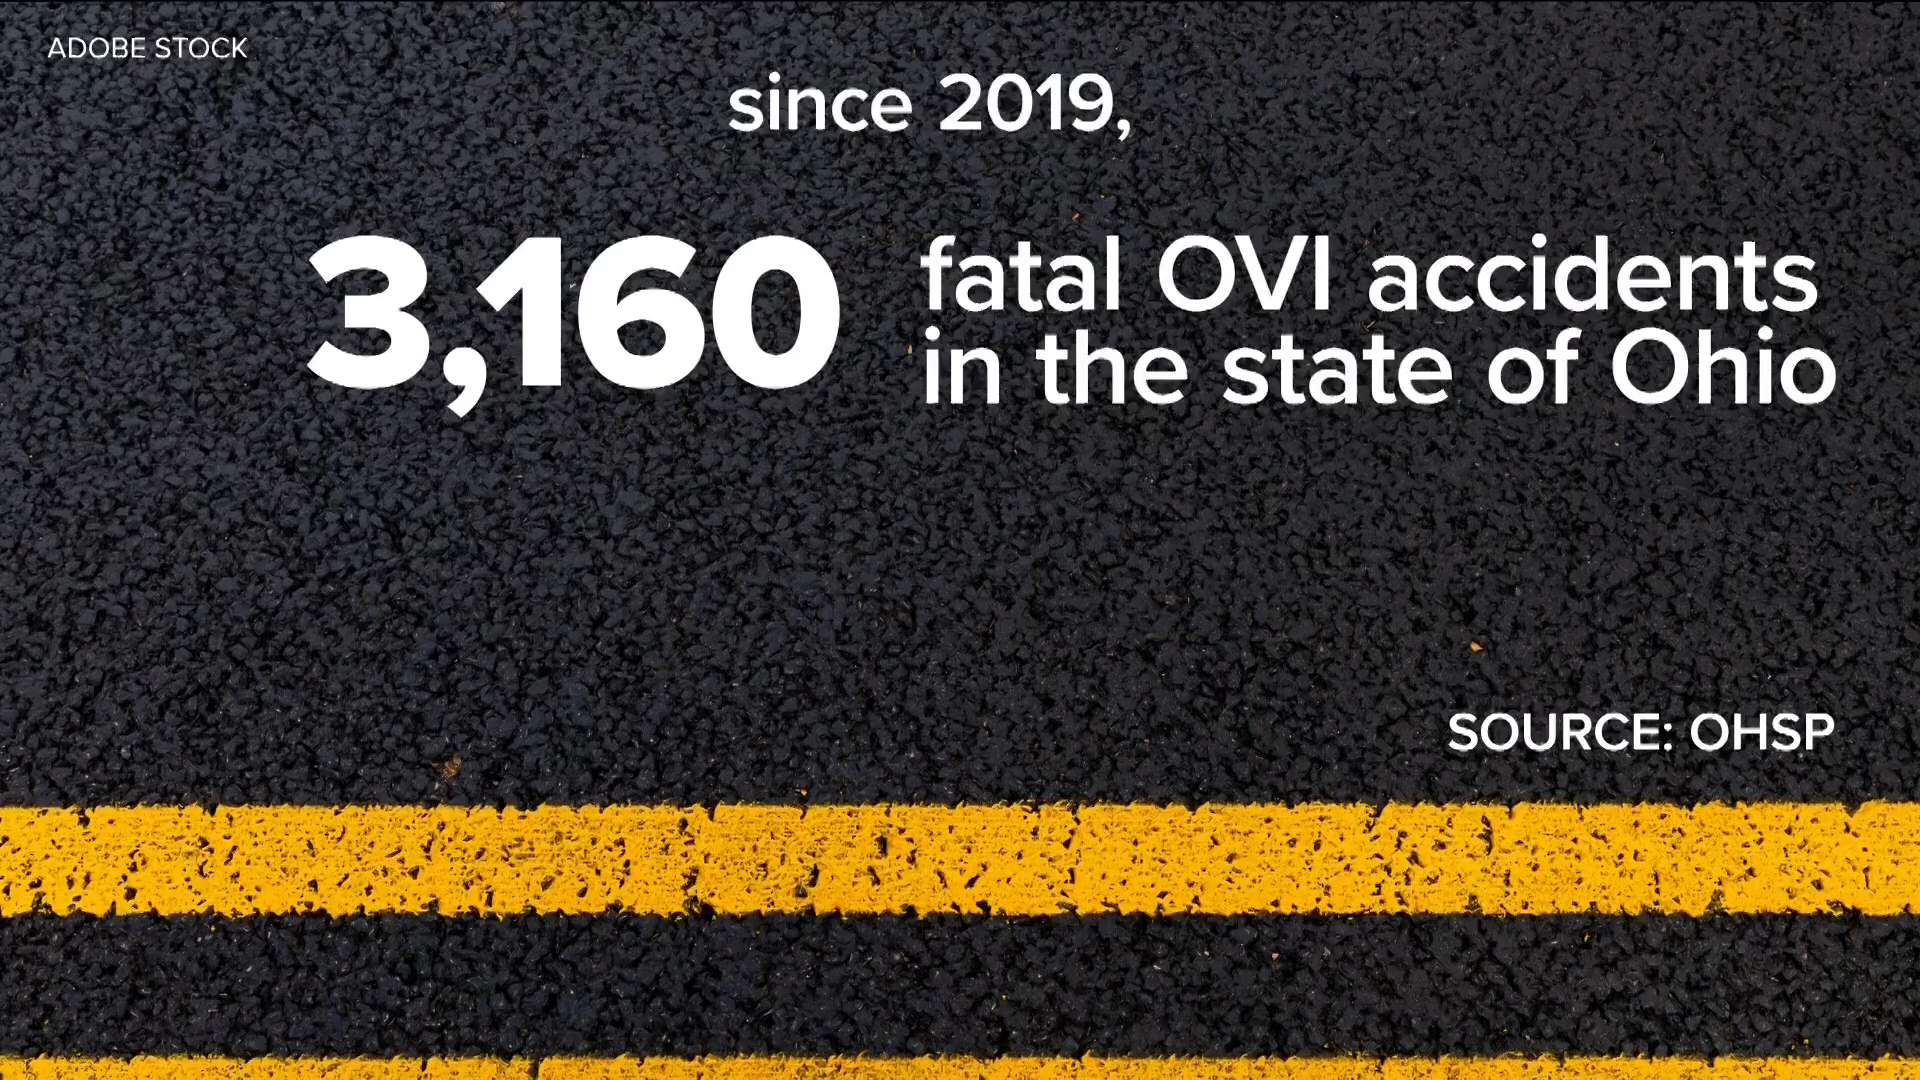 ADOBE STOCK
since 2019,
3,160
fatal OVI accidents
in the state of Ohio
SOURCE: OHSP